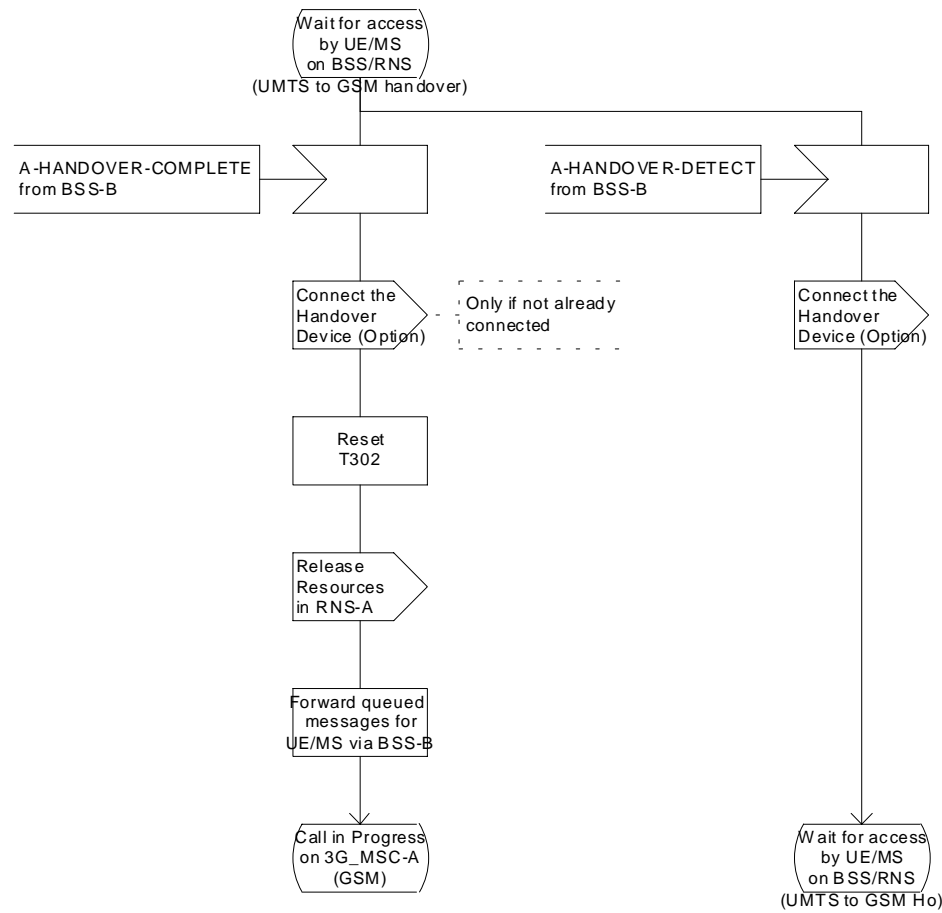 Wait for access
by UE/MS
on BSS/RNS
(UMTS to GSM handover)
A-HANDOVER-COMPLETE
from BSS-B
A-HANDOVER-DETECT
from BSS-B
Connect the
Handover
Device (Option)
Only if not already
connected
Connect the
Handover
Device (Option)
Reset
T302
Release
Resources
in RNS-A
Forward queued
messages for
UE/MS via BSS-B
Call in Progress
on 3G_MSC-A
(GSM)
Wait for access
by UE/MS
on BSS/RNS
(UMTS to GSM Ho)